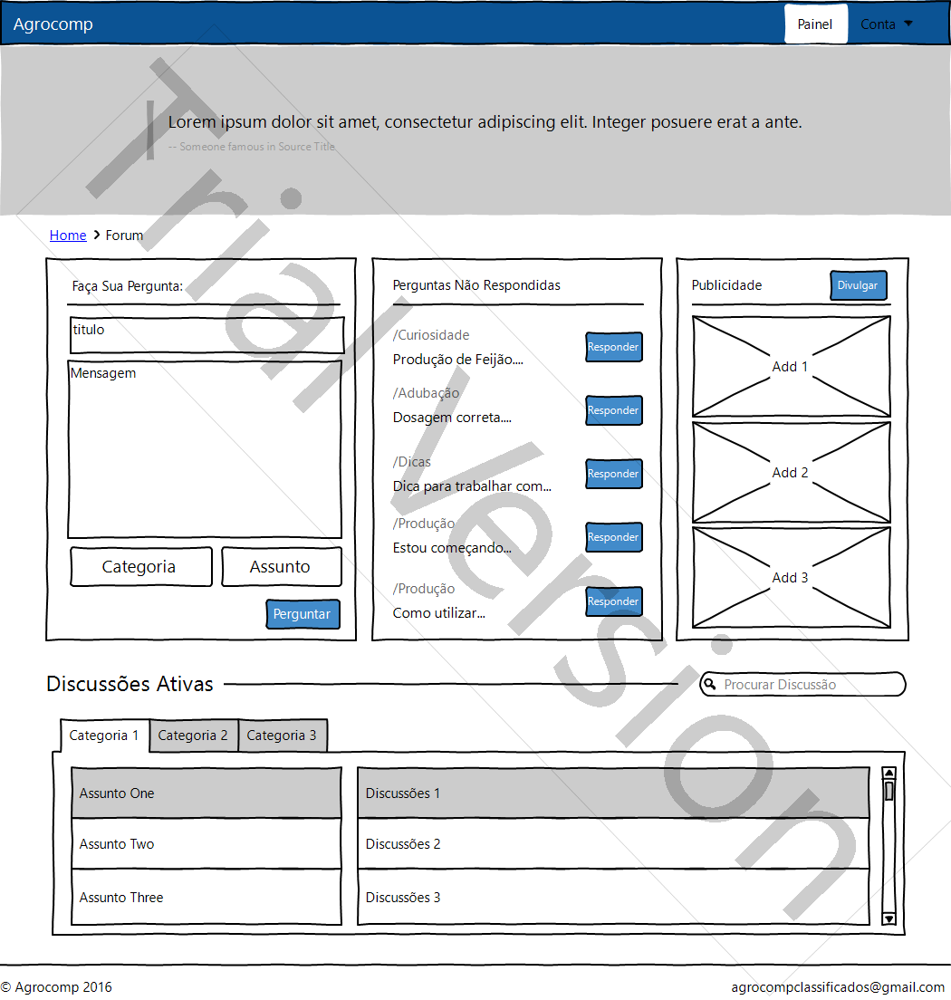 Agrocomp
Painel
Conta
Lorem ipsum dolor sit amet, consectetur adipiscing elit. Integer posuere erat a ante.
-- Someone famous in Source Title
Home > Forum
Faça Sua Pergunta:
titulo
Mensagem
Categoria
Assunto
Perguntar
Perguntas Não Respondidas
/Curiosidade
Produção de Feijão....
Responder
/Adubação
Dosagem correta....
Responder
/Dicas
Dica para trabalhar com...
Responder
/Produção
Estou começando...
Responder
/Produção
Como utilizar...
Responder
Publicidade
Divulgar
Add 1
Add 2
Add 3
Discussões Ativas
Procurar Discussão
Categoria 1
Categoria 2
Categoria 3
Assunto One
Assunto Two
Assunto Three
Discussões 1
Discussões 2
Discussões 3
© Agrocomp 2016
agrocompclassificados@gmail.com
Trial Version